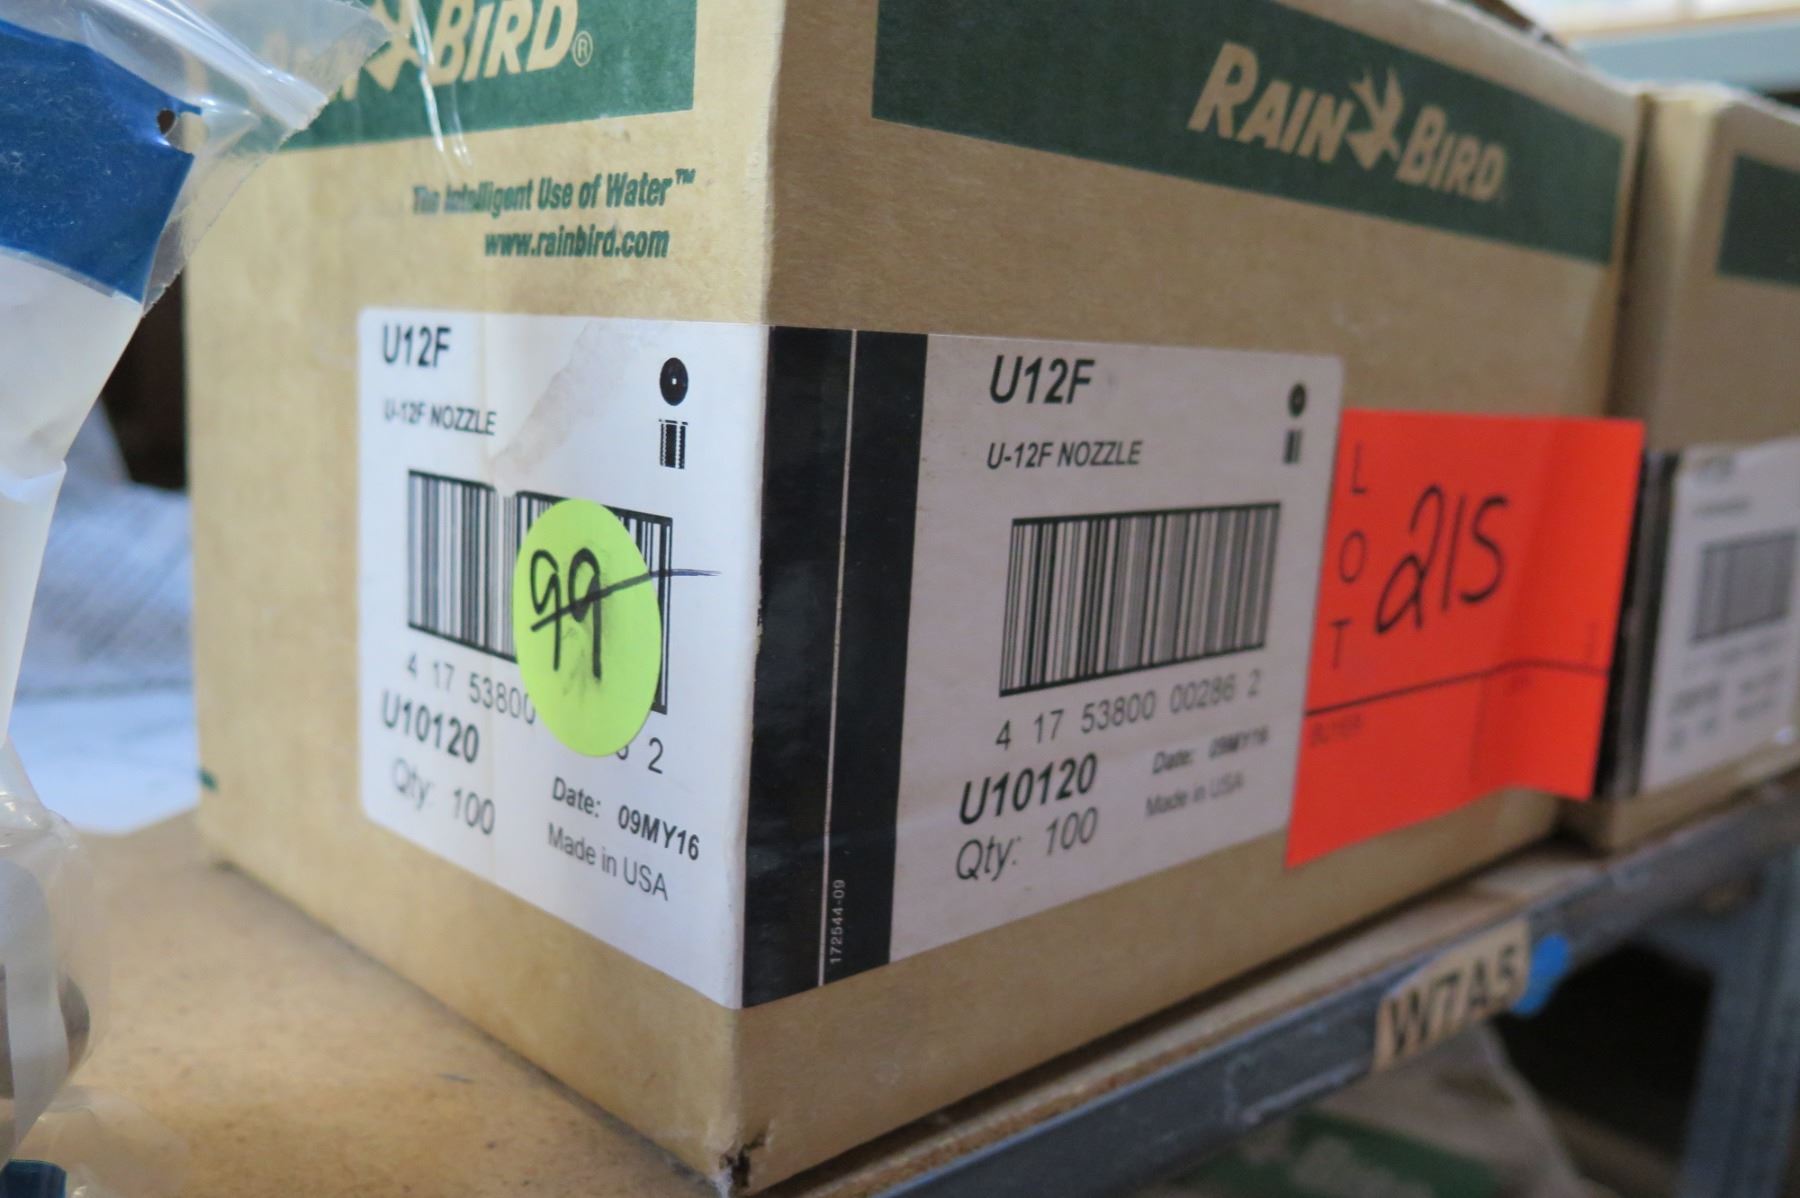 RAIN BIRD®
The Intelligent Use of Water™
www.rainbird.com
U12F
U-12F NOZZLE
99
4 17 53800 2
U10120
Qty: 100
Date: 09MY16
Made in USA
172544-09
RAIN BIRD
U12F
U-12F NOZZLE
4 17 53800 00286 2
U10120
Qty: 100
Date: 09MY16
Made in USA
LOT
215
BUYER
W7A5